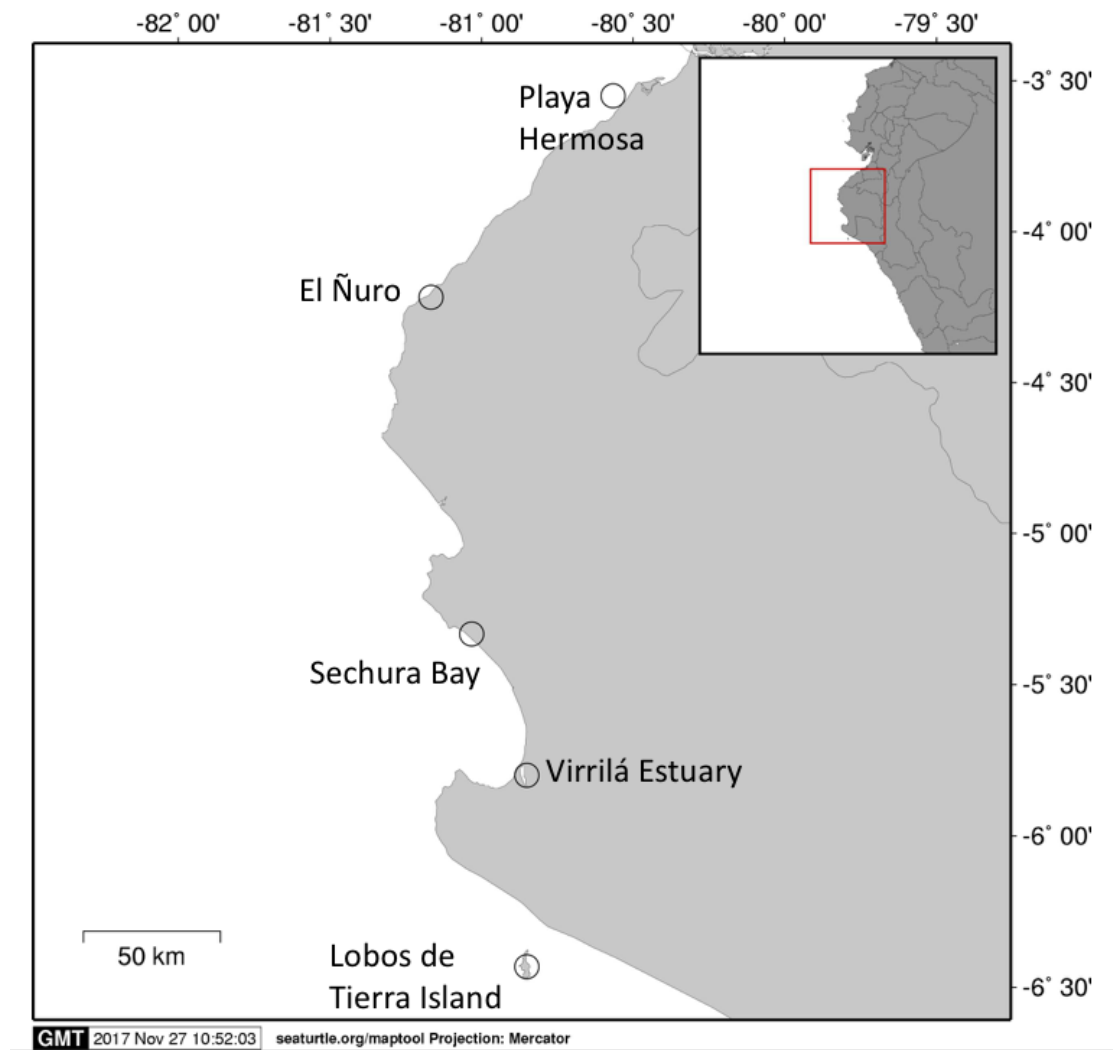 -82˚ 00' -81˚ 30' -81˚ 00' -80˚ 30' -80˚ 00' -79˚ 30'
-3˚ 30'
Playa
Hermosa
-4˚ 00'
El Ñuro
-4˚ 30'
-5˚ 00'
Sechura Bay
-5˚ 30'
Virrilá Estuary
-6˚ 00'
50 km
Lobos de
Tierra Island
-6˚ 30'
GMT 2017 Nov 27 10:52:03 seaturtle.org/maptool Projection: Mercator